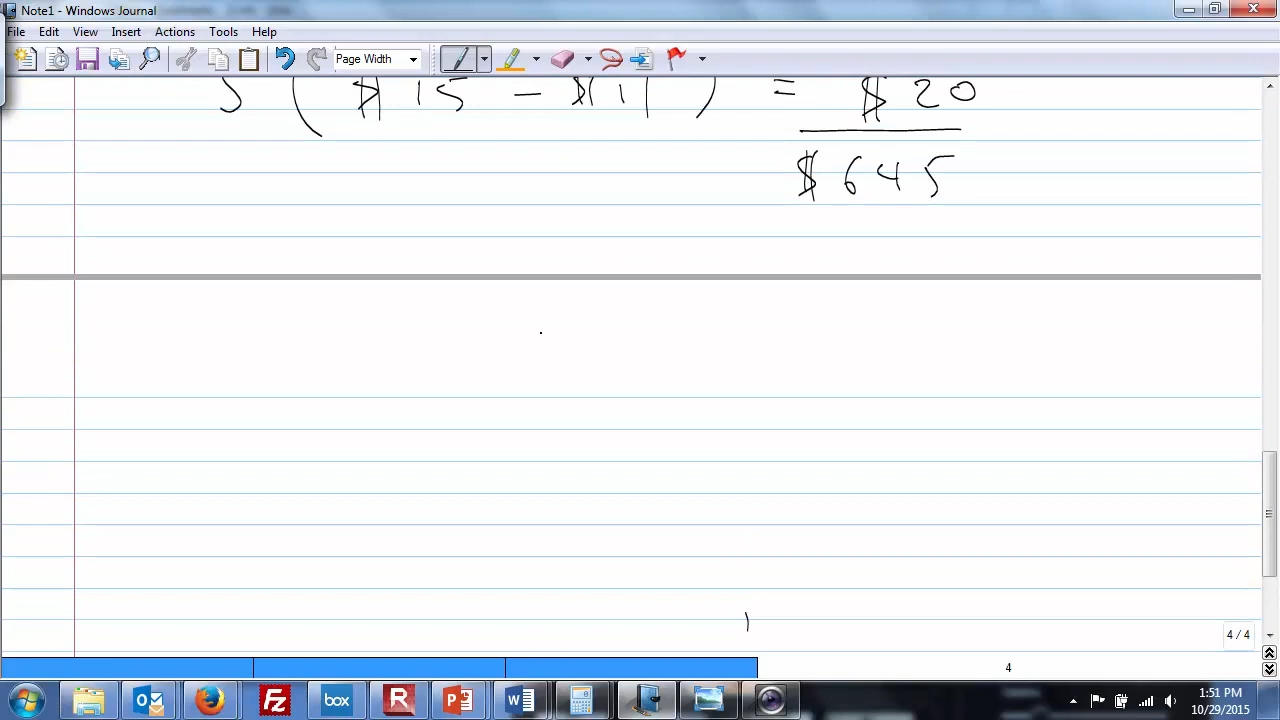 Note1 - Windows Journal
File Edit View Insert Actions Tools Help
Page Width
5 ( $ 15 - $ 11 ) = $ 20
$ 645
4 / 4
4
1:51 PM
10/29/2015